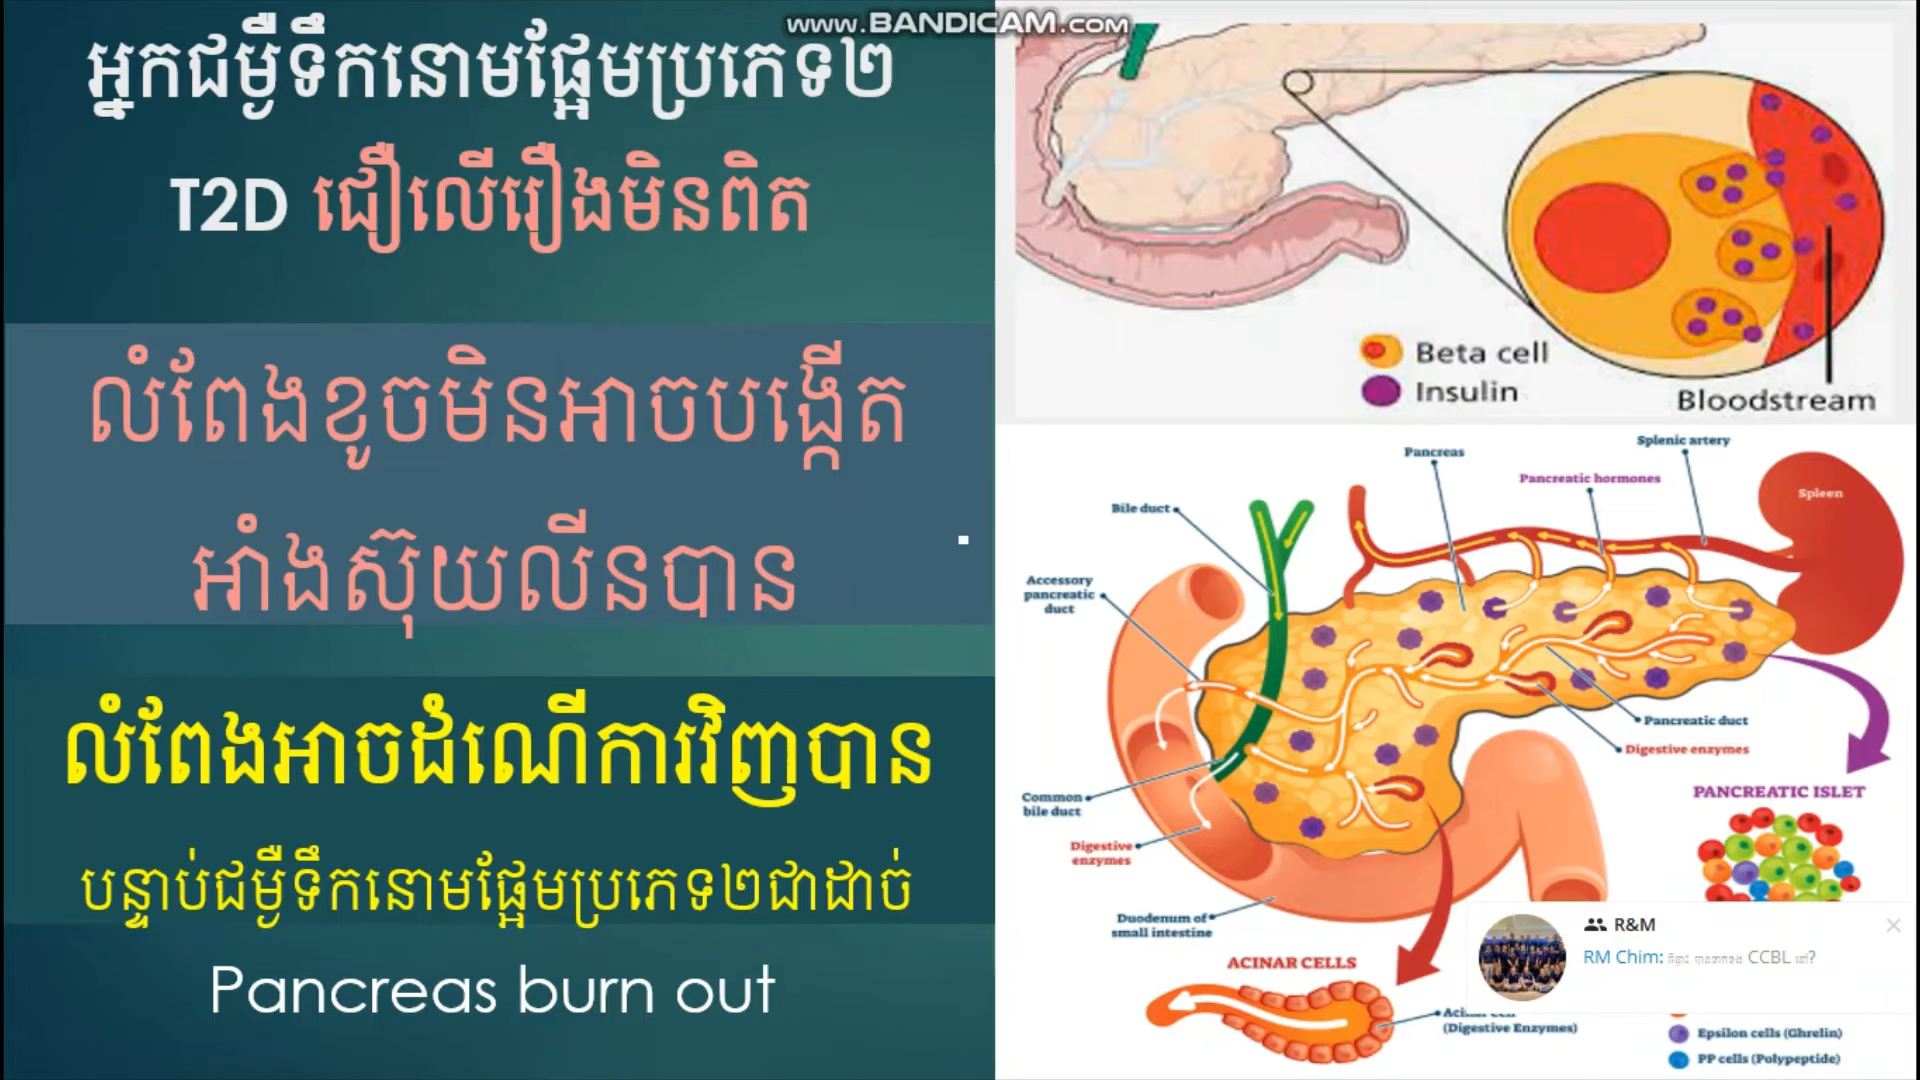 www.BANDICAM.com
អ្នកជម្ងឺទឹកនោមផ្អែមប្រភេទ២
T2D ជឿលើរឿងមិនពិត
លំពែងខូចមិនអាចបង្កើត
អាំងស៊ុយលីនបាន
លំពែងអាចដំណើការវិញបាន
បន្ទាប់ជម្ងឺទឹកនោមផ្អែមប្រភេទ២ជាដាច់
Pancreas burn out
Beta cell
Insulin
Bloodstream
Splenic artery
Pancreas
Pancreatic hormones
Spleen
Bile duct
Accessory
pancreatic
duct
Pancreatic duct
Digestive enzymes
Common
bile duct
Digestive
enzymes
PANCREATIC ISLET
Duodenum of
small intestine
ACINAR CELLS
(Digestive Enzymes)
R&M
RM Chim: CCBL
Epsilon cells (Ghrelin)
PP cells (Polypeptide)